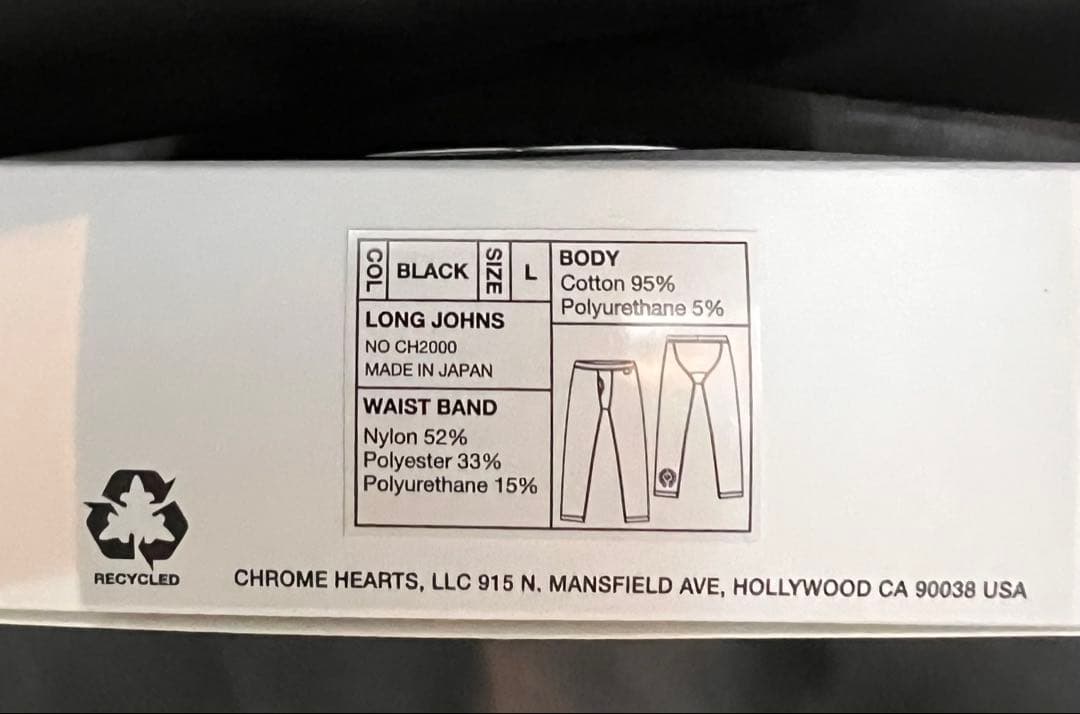 COL
BLACK
SIZE
L
LONG JOHNS
NO CH2000
MADE IN JAPAN
WAIST BAND
Nylon 52%
Polyester 33%
Polyurethane 15%
BODY
Cotton 95%
Polyurethane 5%
RECYCLED
CHROME HEARTS, LLC 915 N. MANSFIELD AVE, HOLLYWOOD CA 90038 USA